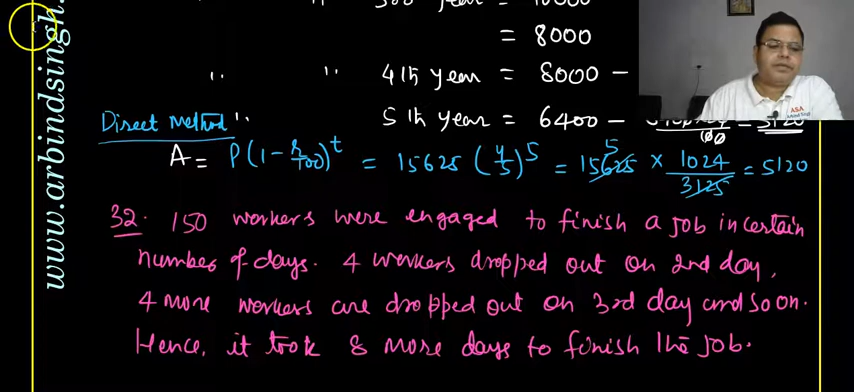 = 8000
" " 4th year = 8000 –
Direct Method " 5th year = 6400 – = 5120
A = P(1 - r/100)^t = 15625 (4/5)^5 = 15625 5 × 1024/3125 = 5120
32. 150 workers were engaged to finish a job in certain
number of days. 4 workers dropped out on 2nd day,
4 more workers are dropped out on 3rd day and so on.
Hence, it took 8 more days to finish the job.
www.arbindsingh.
ASA